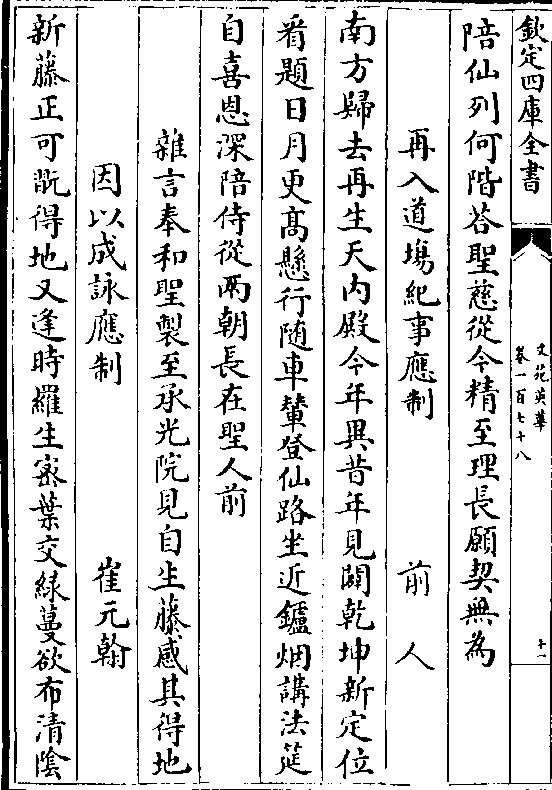 欽定四庫全書
文苑英華
卷一百七十八
十一
陪仙列何階荅聖慈從今精至理長願契無為
再入道塲紀事應制 前人
南方歸去再生天内殿今年異昔年見闢乾坤新定位
看題日月更髙懸行随車輦登仙路坐近鑪烟講法筵
自喜恩深陪侍從兩朝長在聖人前
雜言奉和聖製至承光院見自生藤感其得地
因以成詠應制 崔元翰
新藤正可翫得地又逢時羅生宻葉交緑蔓欲布清隂